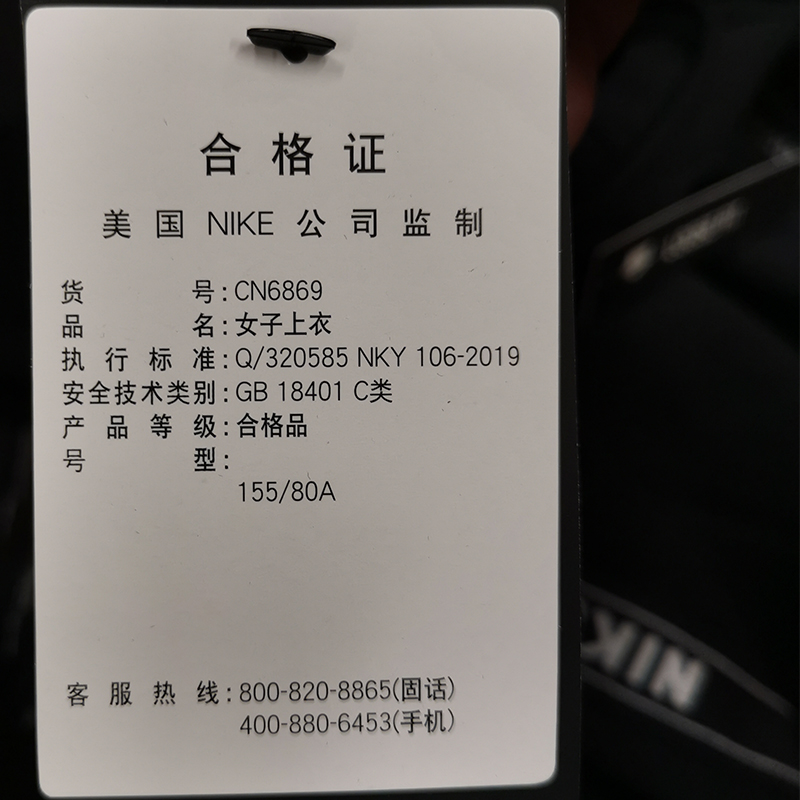 合格证
美国 NIKE 公司监制
货号:CN6869
品名:女子上衣
执行标准:Q/320585 NKY 106-2019
安全技术类别:GB 18401 C类
产品等级:合格品
号型:
155/80A
客服热线:800-820-8865(固话)
400-880-6453(手机)
NIK